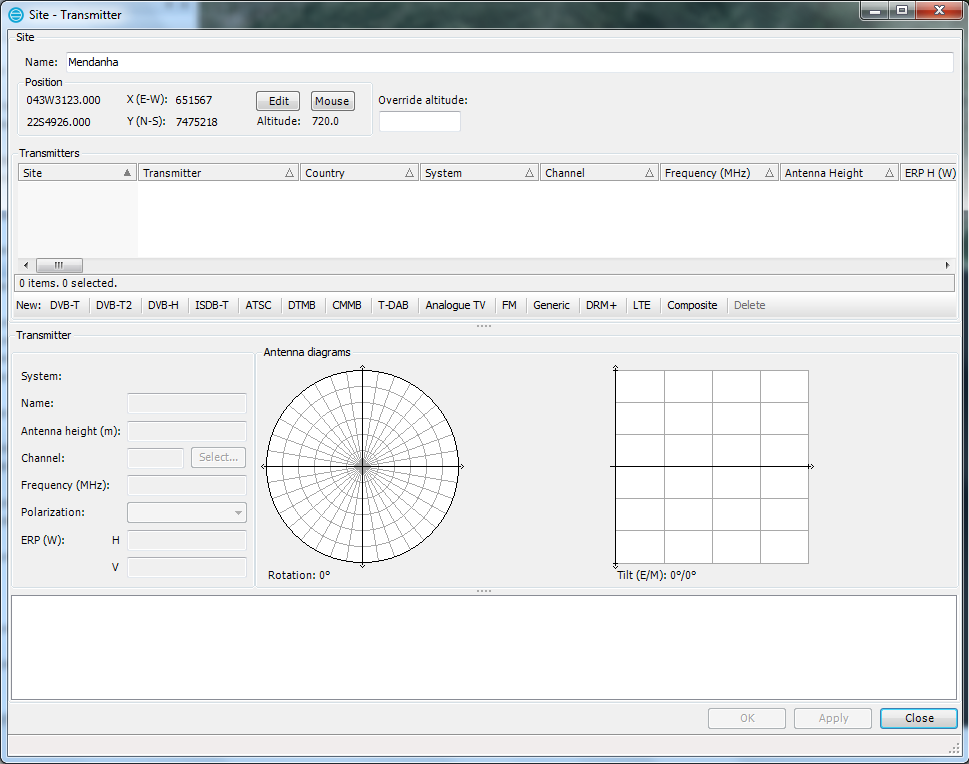 Site - Transmitter
Site
Name: Mendanha
Position
043W3123.000 X (E-W): 651567 Edit Mouse Override altitude:
22S4926.000 Y (N-S): 7475218 Altitude: 720.0
Transmitters
Site Transmitter Country System Channel Frequency (MHz) Antenna Height ERP H (W)
0 items. 0 selected.
New: DVB-T DVB-T2 DVB-H ISDB-T ATSC DTMB CMMB T-DAB Analogue TV FM Generic DRM+ LTE Composite Delete
Transmitter
Antenna diagrams
System:
Name:
Antenna height (m):
Channel: Select...
Frequency (MHz):
Polarization:
ERP (W): H
V
Rotation: 0° Tilt (E/M): 0°/0°
OK Apply Close